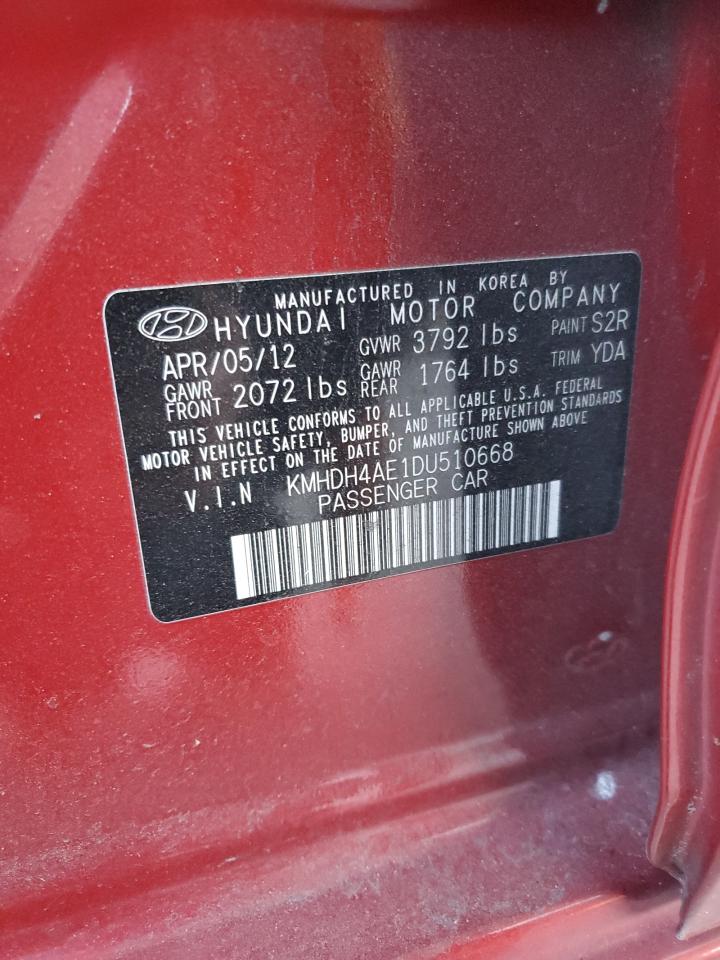 MANUFACTURED IN KOREA BY
HYUNDAI MOTOR COMPANY
APR/05/12 GVWR 3792 lbs PAINT S2R
GAWR FRONT 2072 lbs GAWR REAR 1764 lbs TRIM YDA
THIS VEHICLE CONFORMS TO ALL APPLICABLE U.S.A. FEDERAL
MOTOR VEHICLE SAFETY, BUMPER, AND THEFT PREVENTION STANDARDS
IN EFFECT ON THE DATE OF MANUFACTURE SHOWN ABOVE
V.I.N KMHDH4AE1DU510668
PASSENGER CAR